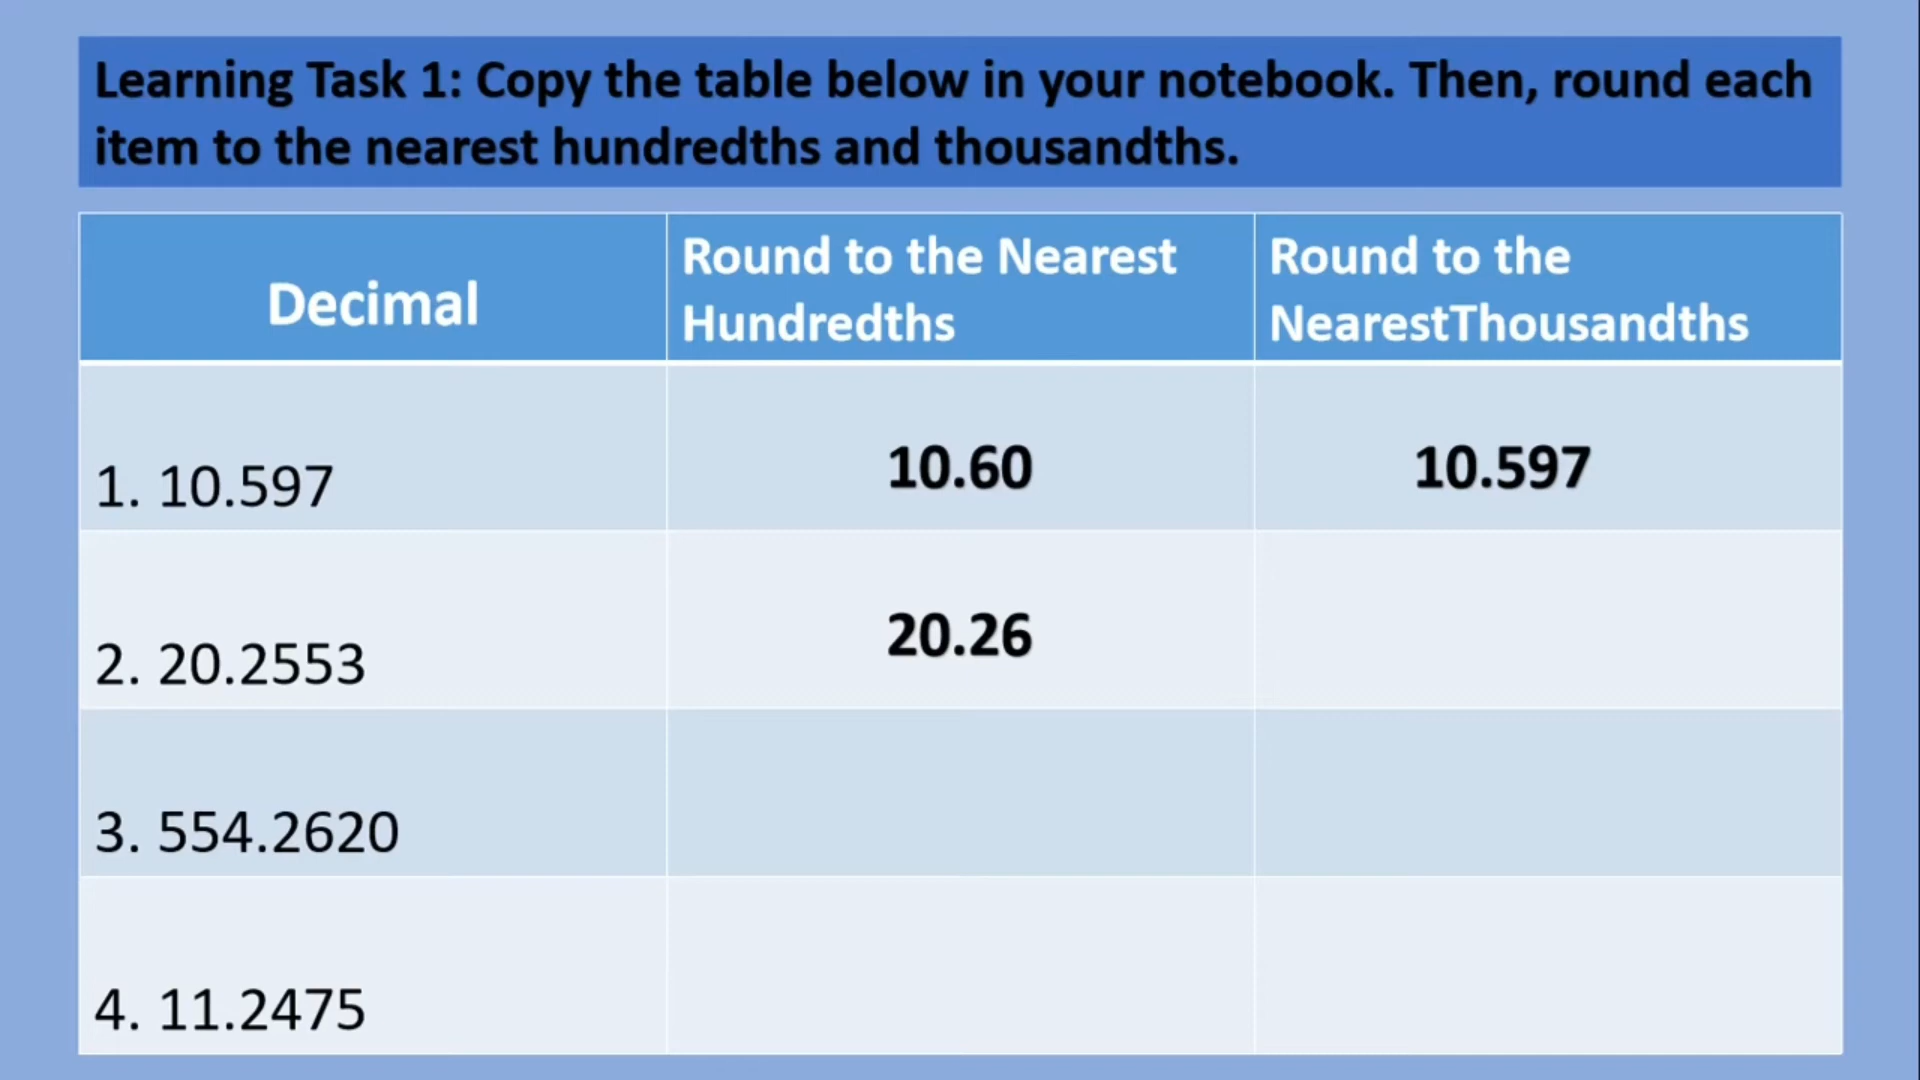 Learning Task 1: Copy the table below in your notebook. Then, round each
item to the nearest hundredths and thousandths.
Decimal
Round to the Nearest
Hundredths
Round to the
NearestThousandths
1. 10.597
10.60
10.597
2. 20.2553
20.26
3. 554.2620
4. 11.2475